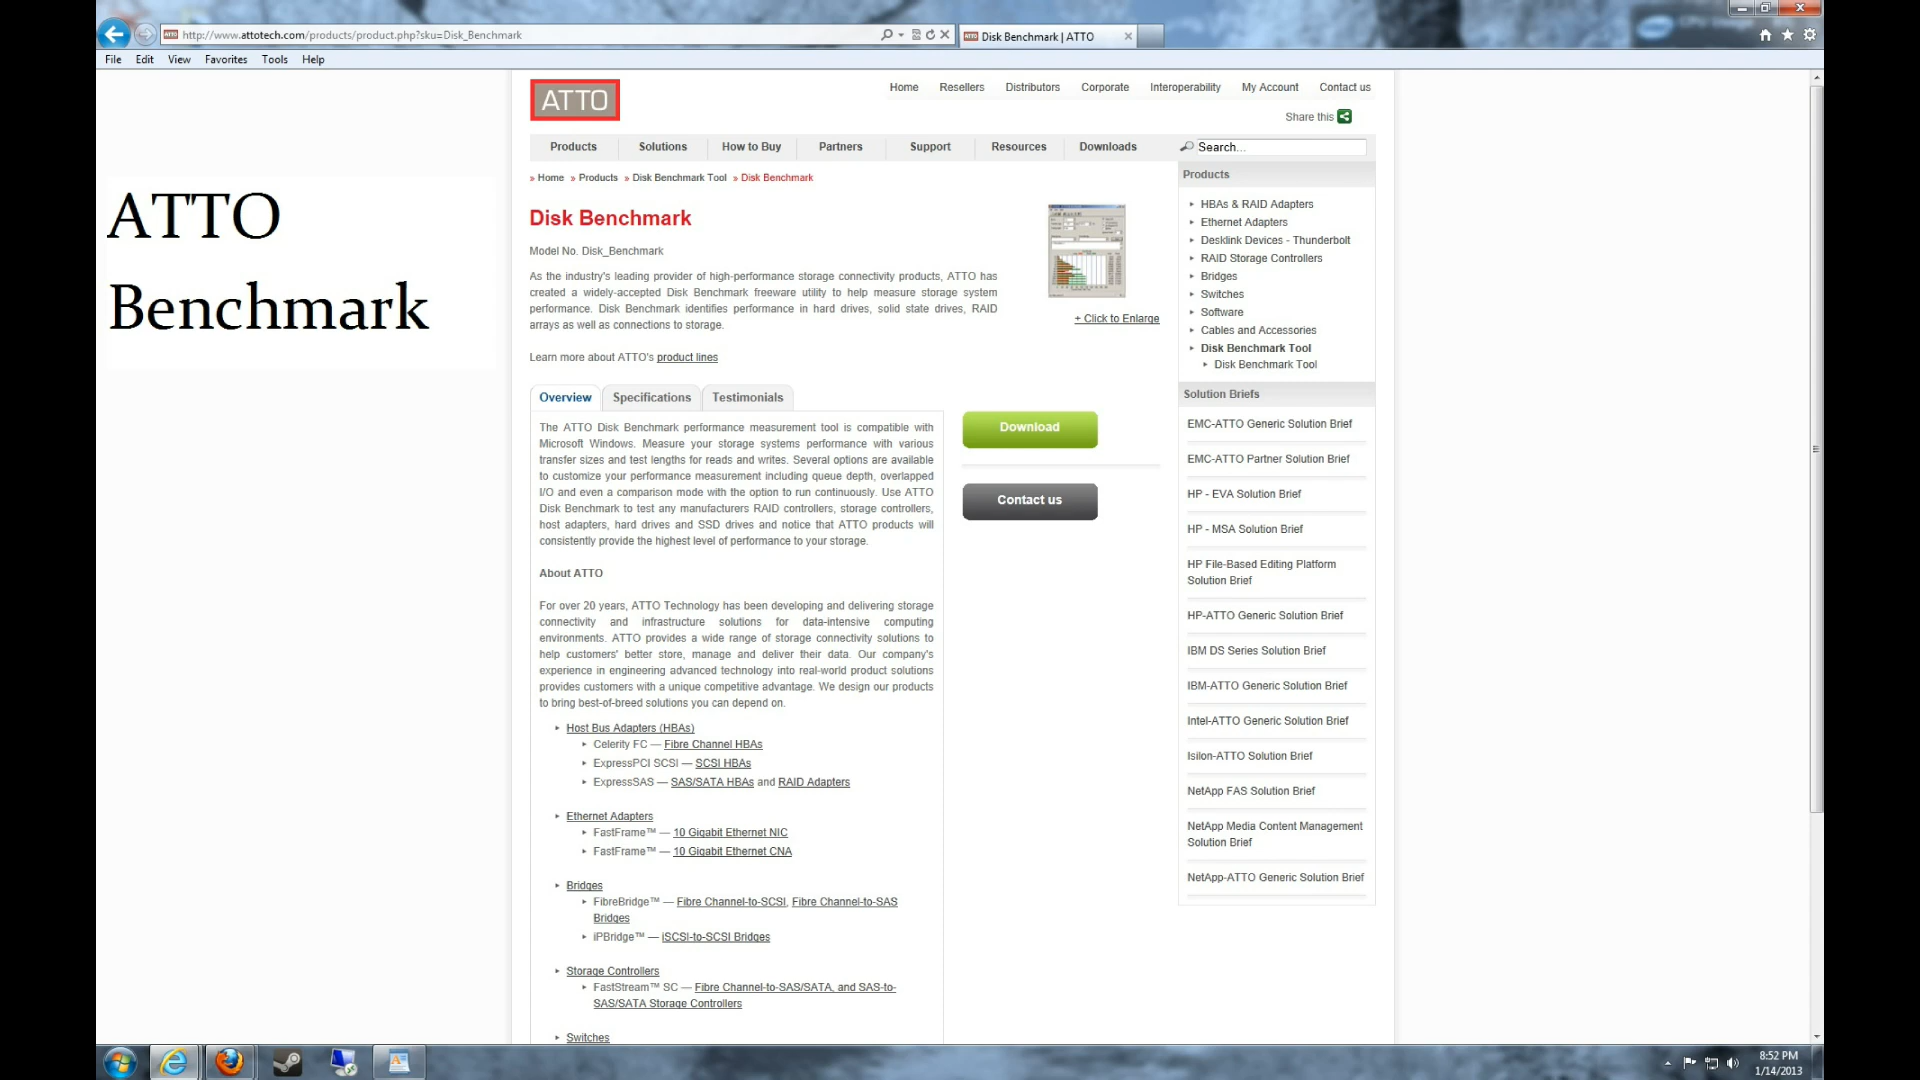 http://www.attotech.com/products/product.php?sku=Disk_Benchmark
Disk Benchmark | ATTO
File Edit View Favorites Tools Help
ATTO
Home Resellers Distributors Corporate Interoperability My Account Contact us
Share this
Products Solutions How to Buy Partners Support Resources Downloads
Search...
» Home » Products » Disk Benchmark Tool » Disk Benchmark
ATTO
Benchmark
Disk Benchmark
Model No. Disk_Benchmark
As the industry's leading provider of high-performance storage connectivity products, ATTO has
created a widely-accepted Disk Benchmark freeware utility to help measure storage system
performance. Disk Benchmark identifies performance in hard drives, solid state drives, RAID
arrays as well as connections to storage.
+ Click to Enlarge
Learn more about ATTO's product lines
Overview Specifications Testimonials
The ATTO Disk Benchmark performance measurement tool is compatible with
Microsoft Windows. Measure your storage systems performance with various
transfer sizes and test lengths for reads and writes. Several options are available
to customize your performance measurement including queue depth, overlapped
I/O and even a comparison mode with the option to run continuously. Use ATTO
Disk Benchmark to test any manufacturers RAID controllers, storage controllers,
host adapters, hard drives and SSD drives and notice that ATTO products will
consistently provide the highest level of performance to your storage.
About ATTO
For over 20 years, ATTO Technology has been developing and delivering storage
connectivity and infrastructure solutions for data-intensive computing
environments. ATTO provides a wide range of storage connectivity solutions to
help customers' better store, manage and deliver their data. Our company's
experience in engineering advanced technology into real-world product solutions
provides customers with a unique competitive advantage. We design our products
to bring best-of-breed solutions you can depend on.
Host Bus Adapters (HBAs)
Celerity FC — Fibre Channel HBAs
ExpressPCI SCSI — SCSI HBAs
ExpressSAS — SAS/SATA HBAs and RAID Adapters
Ethernet Adapters
FastFrame™ — 10 Gigabit Ethernet NIC
FastFrame™ — 10 Gigabit Ethernet CNA
Bridges
FibreBridge™ — Fibre Channel-to-SCSI, Fibre Channel-to-SAS
Bridges
iPBridge™ — iSCSI-to-SCSI Bridges
Storage Controllers
FastStream™ SC — Fibre Channel-to-SAS/SATA, and SAS-to-
SAS/SATA Storage Controllers
Switches
Download
Contact us
Products
HBAs & RAID Adapters
Ethernet Adapters
Desklink Devices - Thunderbolt
RAID Storage Controllers
Bridges
Switches
Software
Cables and Accessories
Disk Benchmark Tool
Disk Benchmark Tool
Solution Briefs
EMC-ATTO Generic Solution Brief
EMC-ATTO Partner Solution Brief
HP - EVA Solution Brief
HP - MSA Solution Brief
HP File-Based Editing Platform
Solution Brief
HP-ATTO Generic Solution Brief
IBM DS Series Solution Brief
IBM-ATTO Generic Solution Brief
Intel-ATTO Generic Solution Brief
Isilon-ATTO Solution Brief
NetApp FAS Solution Brief
NetApp Media Content Management
Solution Brief
NetApp-ATTO Generic Solution Brief
8:52 PM
1/14/2013